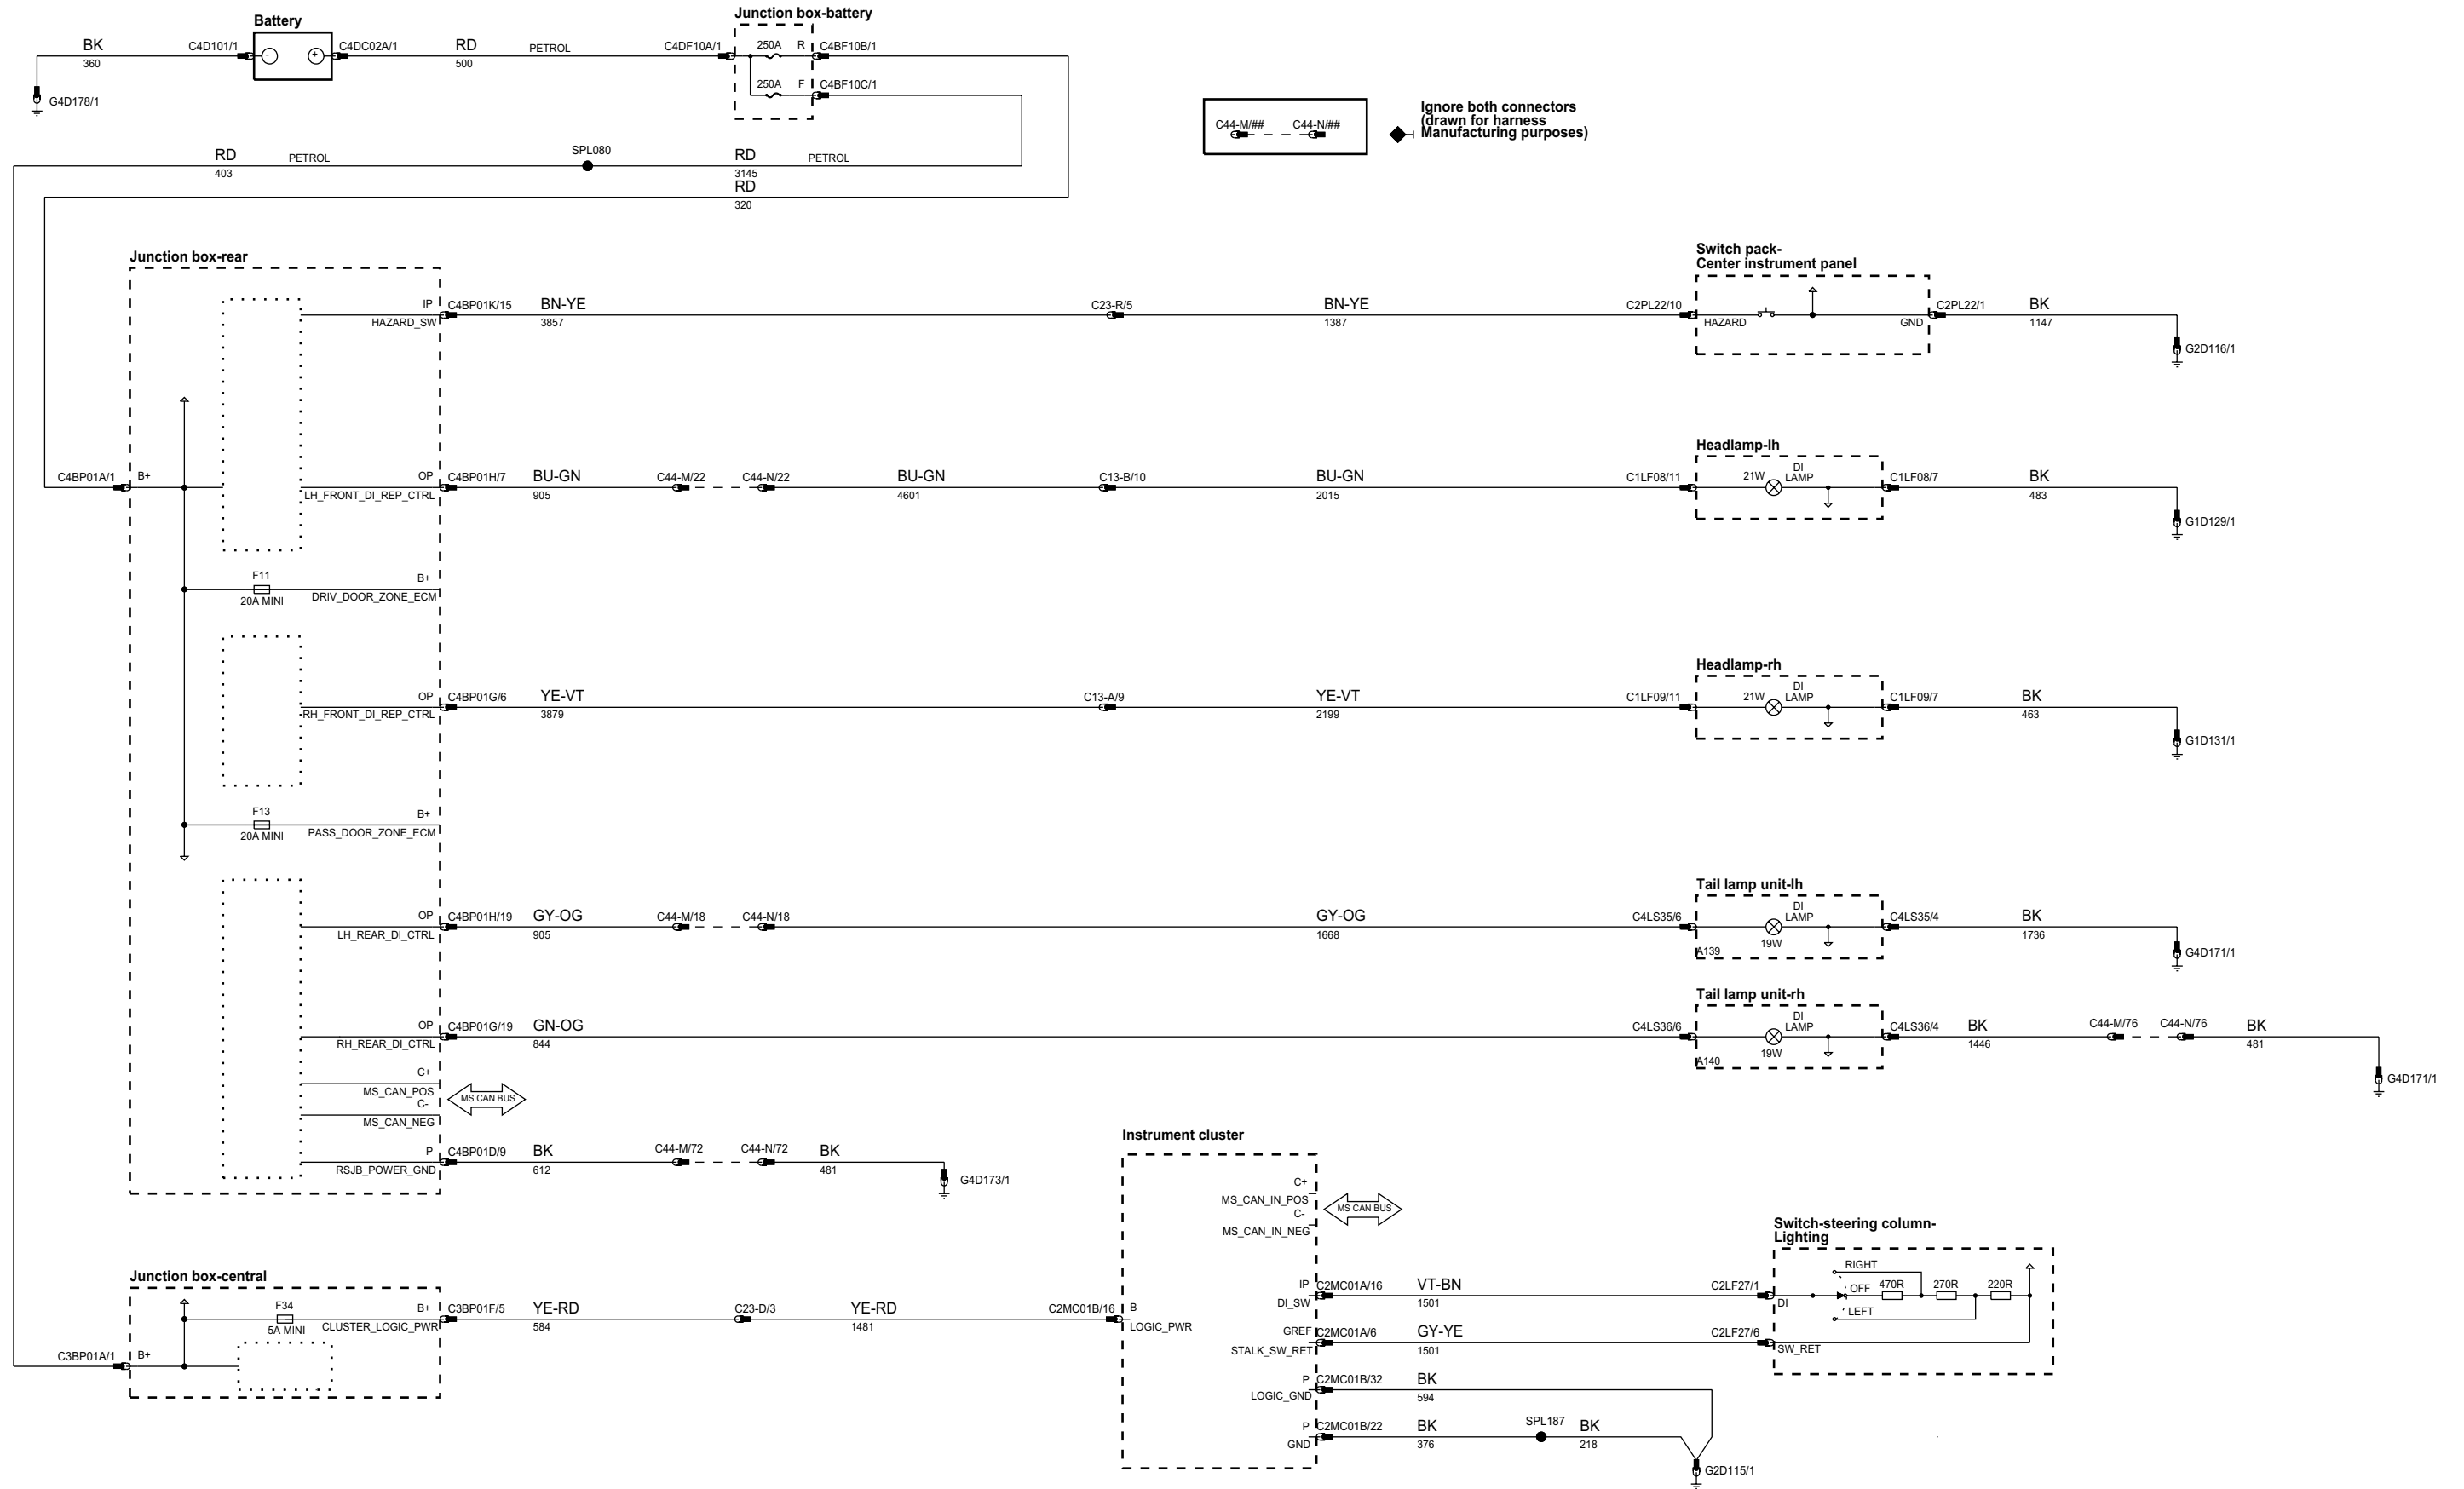 Battery
Junction box-battery
BK
360
C4D101/1
-
+
C4DC02A/1
RD
500
PETROL
C4DF10A/1
250A
R
C4BF10B/1
250A
F
C4BF10C/1
G4D178/1
C44-M/##
C44-N/##
Ignore both connectors
(drawn for harness
Manufacturing purposes)
RD
403
PETROL
SPL080
RD
3145
PETROL
RD
320
Junction box-rear
Switch pack-
Center instrument panel
IP
HAZARD_SW
C4BP01K/15
BN-YE
3857
C23-R/5
BN-YE
1387
C2PL22/10
HAZARD
GND
C2PL22/1
BK
1147
G2D116/1
Headlamp-lh
C4BP01A/1
B+
OP
LH_FRONT_DI_REP_CTRL
C4BP01H/7
BU-GN
905
C44-M/22
C44-N/22
BU-GN
4601
C13-B/10
BU-GN
2015
C1LF08/11
21W
DI
LAMP
C1LF08/7
BK
483
G1D129/1
F11
20A MINI
B+
DRIV_DOOR_ZONE_ECM
Headlamp-rh
OP
RH_FRONT_DI_REP_CTRL
C4BP01G/6
YE-VT
3879
C13-A/9
YE-VT
2199
C1LF09/11
21W
DI
LAMP
C1LF09/7
BK
463
G1D131/1
F13
20A MINI
B+
PASS_DOOR_ZONE_ECM
Tail lamp unit-lh
OP
LH_REAR_DI_CTRL
C4BP01H/19
GY-OG
905
C44-M/18
C44-N/18
GY-OG
1668
C4LS35/6
DI
LAMP
19W
A139
C4LS35/4
BK
1736
G4D171/1
Tail lamp unit-rh
OP
RH_REAR_DI_CTRL
C4BP01G/19
GN-OG
844
C4LS36/6
DI
LAMP
19W
A140
C4LS36/4
BK
1446
C44-M/76
C44-N/76
BK
481
G4D171/1
C+
MS_CAN_POS
C-
MS_CAN_NEG
MS CAN BUS
P
RSJB_POWER_GND
C4BP01D/9
BK
612
C44-M/72
C44-N/72
BK
481
G4D173/1
Instrument cluster
C+
MS_CAN_IN_POS
C-
MS_CAN_IN_NEG
MS CAN BUS
Switch-steering column-
Lighting
IP
DI_SW
C2MC01A/16
VT-BN
1501
C2LF27/1
DI
RIGHT
OFF
LEFT
470R
270R
220R
GREF
STALK_SW_RET
C2MC01A/6
GY-YE
1501
C2LF27/6
SW_RET
Junction box-central
F34
5A MINI
B+
CLUSTER_LOGIC_PWR
C3BP01F/5
YE-RD
584
C23-D/3
YE-RD
1481
C2MC01B/16
B
LOGIC_PWR
C3BP01A/1
B+
P
LOGIC_GND
C2MC01B/32
BK
594
P
GND
C2MC01B/22
BK
376
SPL187
BK
218
G2D115/1